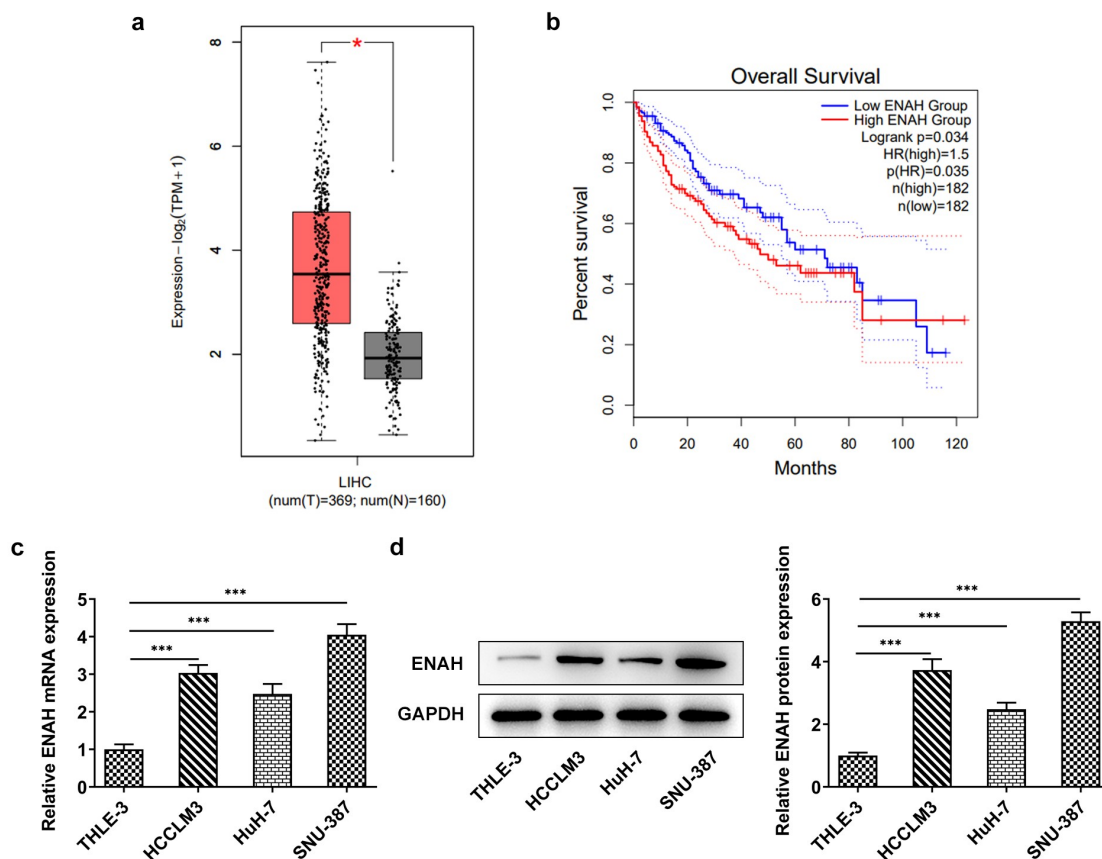 a
8
6
4
2
Expression – log₂(TPM + 1)
*
LIHC
(num(T)=369; num(N)=160)
b
Overall Survival
Low ENAH Group
High ENAH Group
Logrank p=0.034
HR(high)=1.5
p(HR)=0.035
n(high)=182
n(low)=182
Percent survival
1.0
0.8
0.6
0.4
0.2
0.0
0 20 40 60 80 100 120
Months
c
Relative ENAH mRNA expression
5
4
3
2
1
0
***
***
***
THLE-3 HCCLM3 HuH-7 SNU-387
d
ENAH
GAPDH
THLE-3 HCCLM3 HuH-7 SNU-387
Relative ENAH protein expression
6
4
2
0
***
***
***
THLE-3 HCCLM3 HuH-7 SNU-387